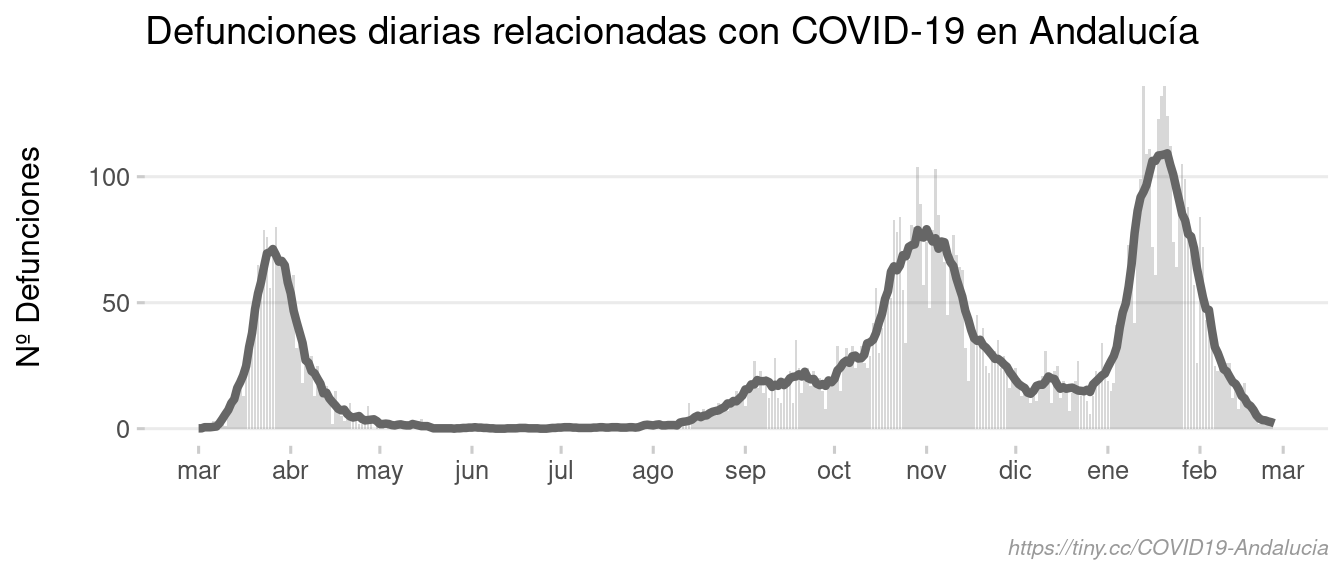 Defunciones diarias relacionadas con COVID-19 en Andalucía
Nº Defunciones
100
50
0
mar abr may jun jul ago sep oct nov dic ene feb mar
https://tiny.cc/COVID19-Andalucia